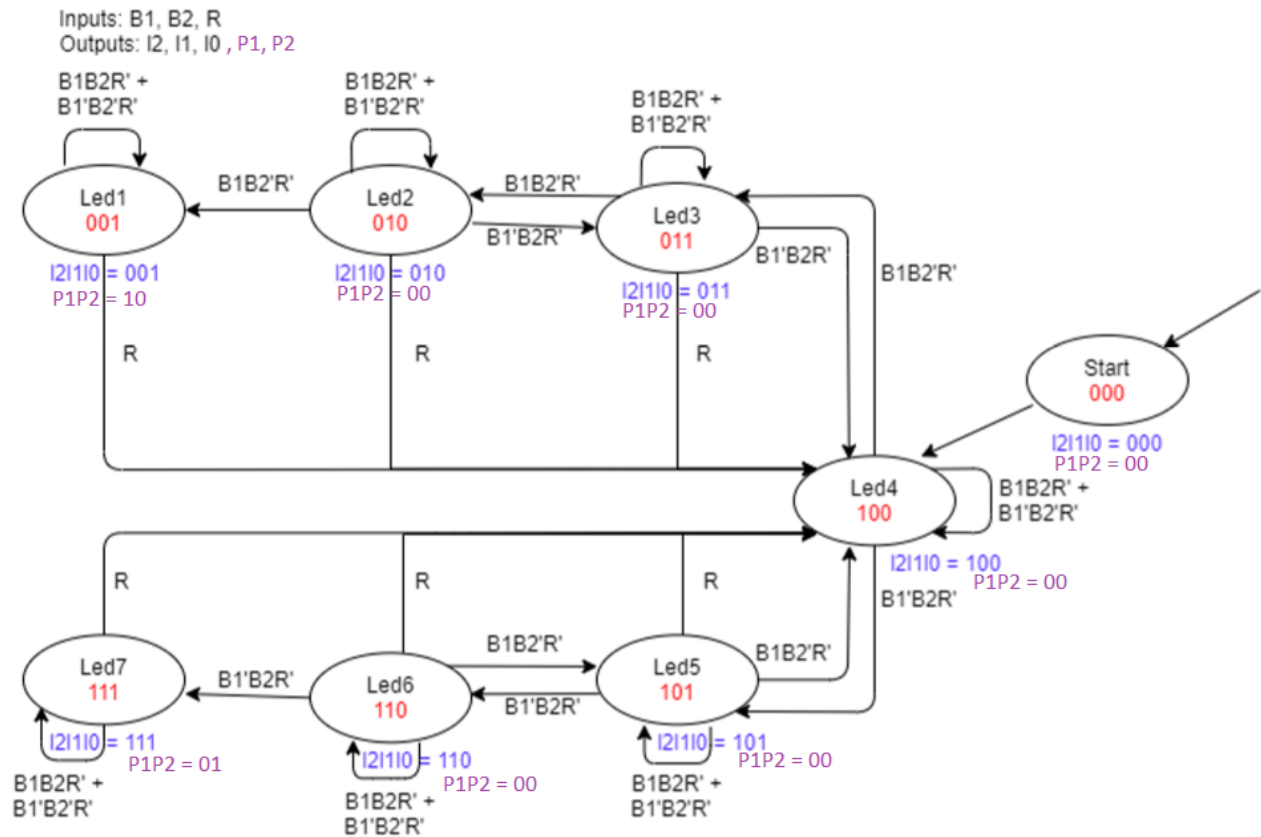 Inputs: B1, B2, R
Outputs: I2, I1, I0 , P1, P2
B1B2R' +
B1'B2'R'
B1B2R' +
B1'B2'R'
B1B2R' +
B1'B2'R'
Led1
001
B1B2'R'
Led2
010
B1B2'R'
B1'B2R'
Led3
011
B1'B2R'
I2I1I0 = 001
P1P2 = 10
I2I1I0 = 010
P1P2 = 00
I2I1I0 = 011
P1P2 = 00
B1B2'R'
R
R
R
Start
000
I2I1I0 = 000
P1P2 = 00
Led4
100
B1B2R' +
B1'B2'R'
I2I1I0 = 100
P1P2 = 00
B1'B2R'
R
R
R
Led7
111
B1'B2R'
Led6
110
B1B2'R'
B1'B2R'
Led5
101
B1B2'R'
I2I1I0 = 111
P1P2 = 01
I2I1I0 = 110
P1P2 = 00
I2I1I0 = 101
P1P2 = 00
B1B2R' +
B1'B2'R'
B1B2R' +
B1'B2'R'
B1B2R' +
B1'B2'R'